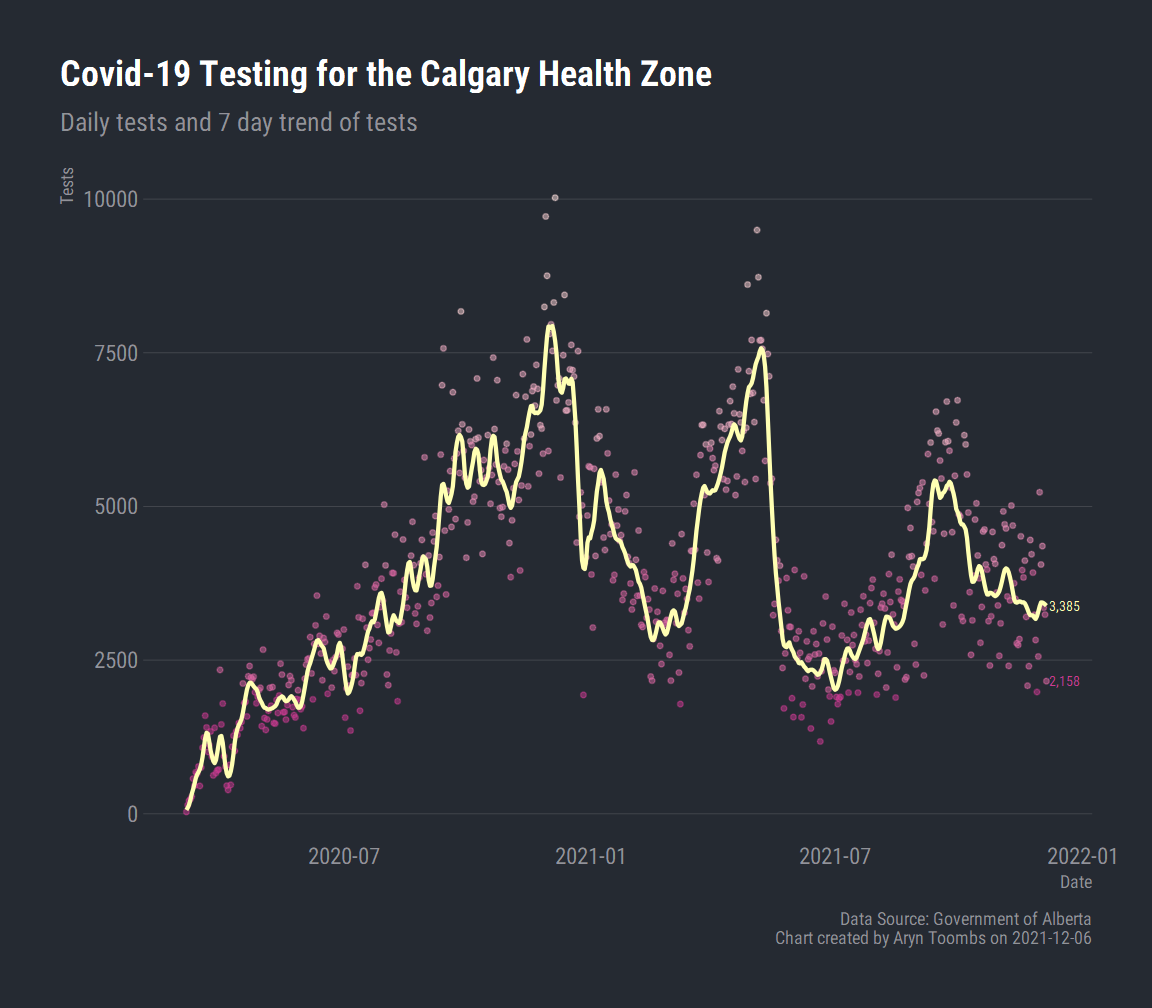 Covid-19 Testing for the Calgary Health Zone
Daily tests and 7 day trend of tests
Tests
10000
7500
5000
2500
0
3,385
2,158
2020-07
2021-01
2021-07
2022-01
Date
Data Source: Government of Alberta
Chart created by Aryn Toombs on 2021-12-06